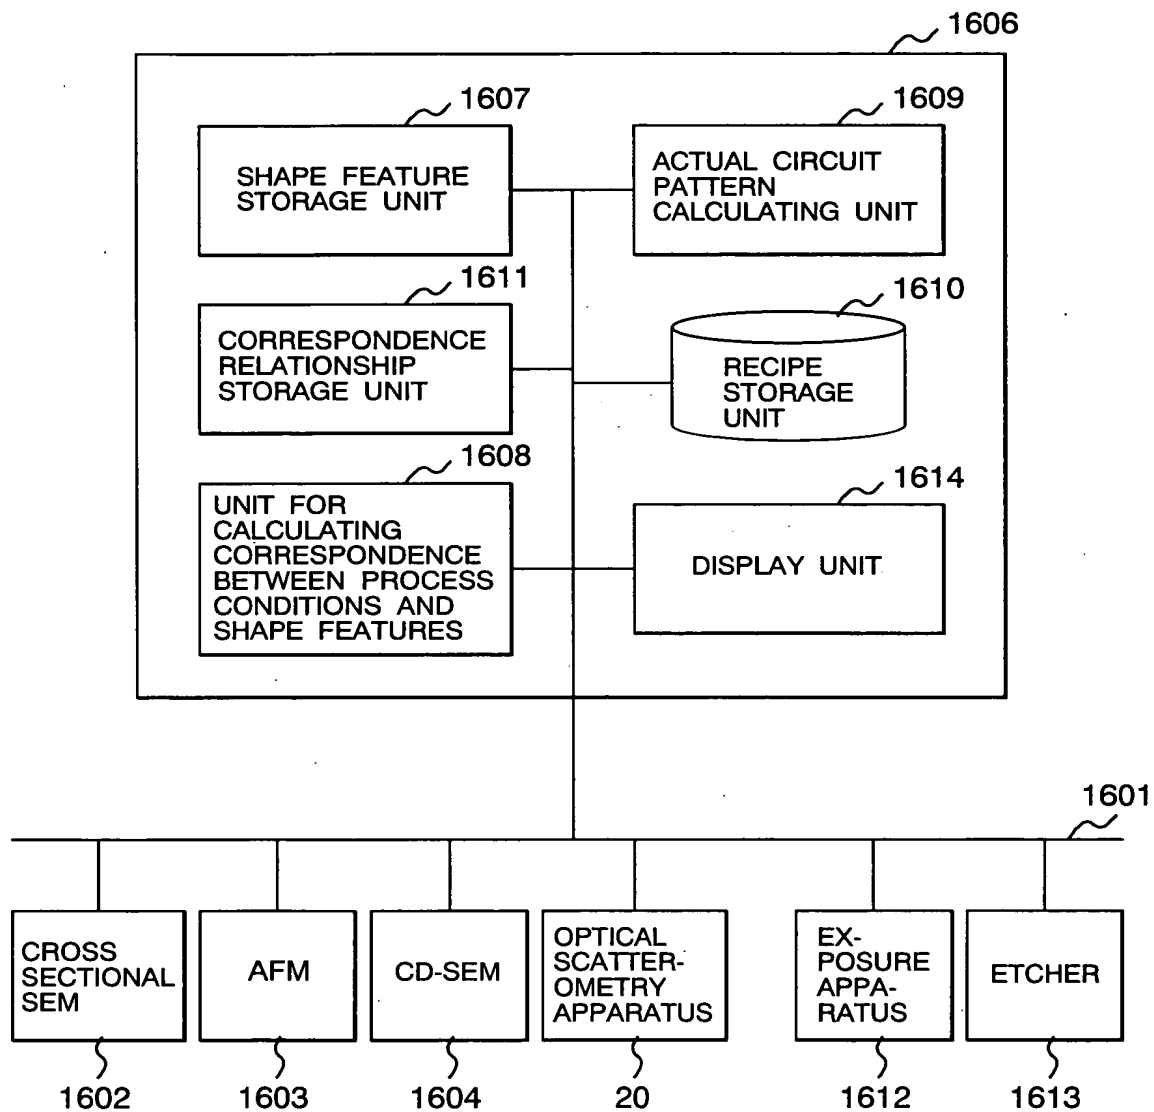 1606
1607
SHAPE FEATURE
STORAGE UNIT
1609
ACTUAL CIRCUIT
PATTERN
CALCULATING UNIT
1611
CORRESPONDENCE
RELATIONSHIP
STORAGE UNIT
1610
RECIPE
STORAGE
UNIT
1608
UNIT FOR
CALCULATING
CORRESPONDENCE
BETWEEN PROCESS
CONDITIONS AND
SHAPE FEATURES
1614
DISPLAY UNIT
1601
CROSS
SECTIONAL
SEM
1602
AFM
1603
CD-SEM
1604
OPTICAL
SCATTER-
OMETRY
APPARATUS
20
EX-
POSURE
APPA-
RATUS
1612
ETCHER
1613